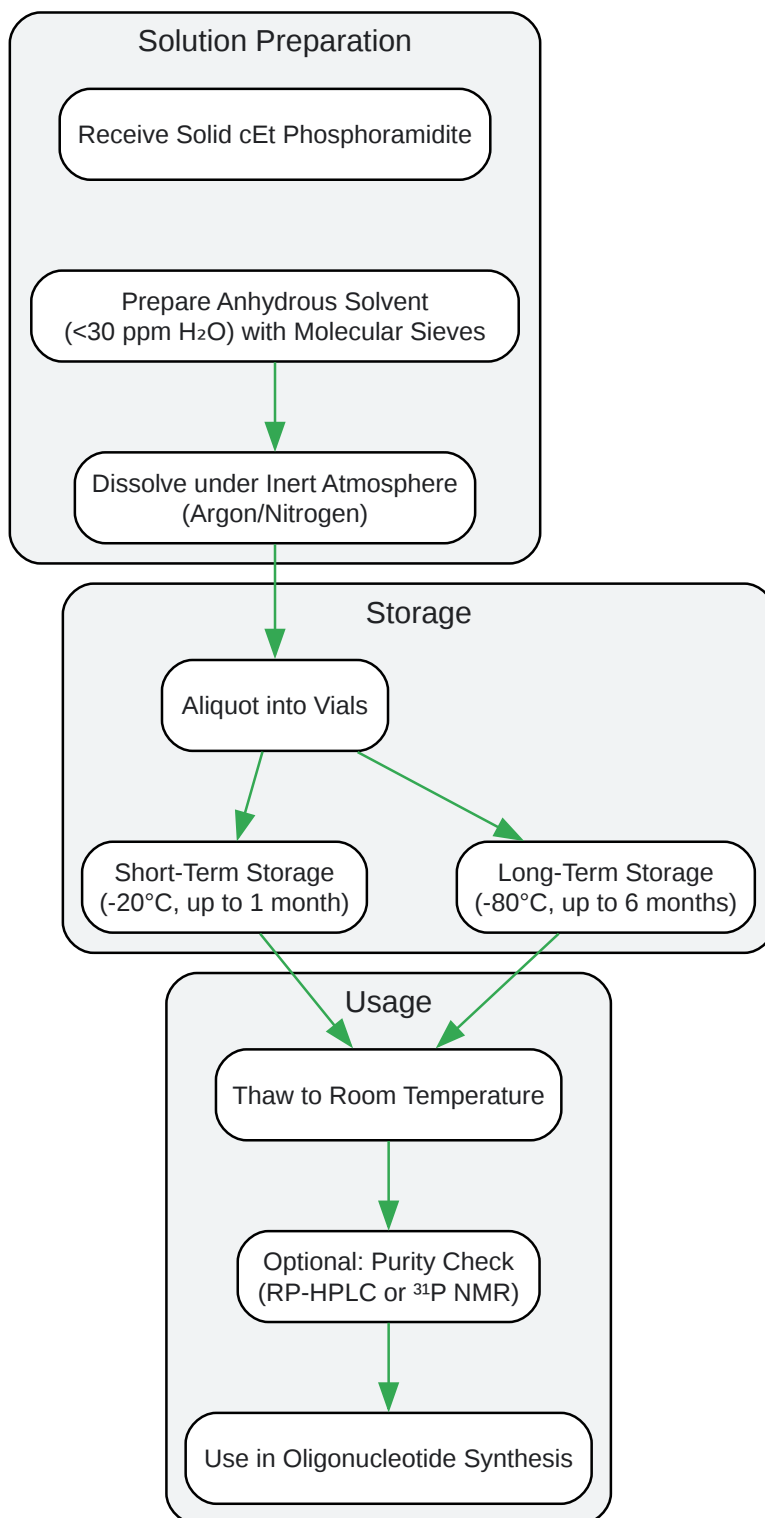 Solution Preparation
Receive Solid cEt Phosphoramidite
Prepare Anhydrous Solvent
(<30 ppm H₂O) with Molecular Sieves
Dissolve under Inert Atmosphere
(Argon/Nitrogen)
Storage
Aliquot into Vials
Short-Term Storage
(-20°C, up to 1 month)
Long-Term Storage
(-80°C, up to 6 months)
Usage
Thaw to Room Temperature
Optional: Purity Check
(RP-HPLC or ³¹P NMR)
Use in Oligonucleotide Synthesis